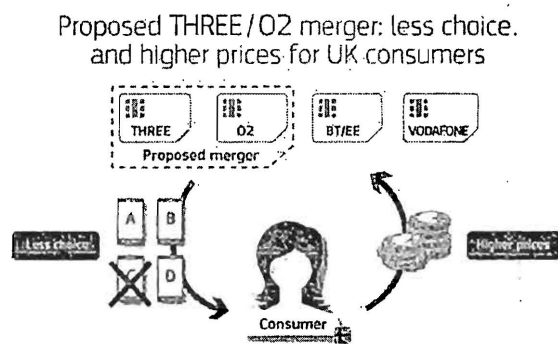 Proposed THREE/O2 merger: less choice.
and higher prices for UK consumers
THREE
O2
BT/EE
VODAFONE
Proposed merger
A
B
Less choice
Higher prices
C
D
Consumer